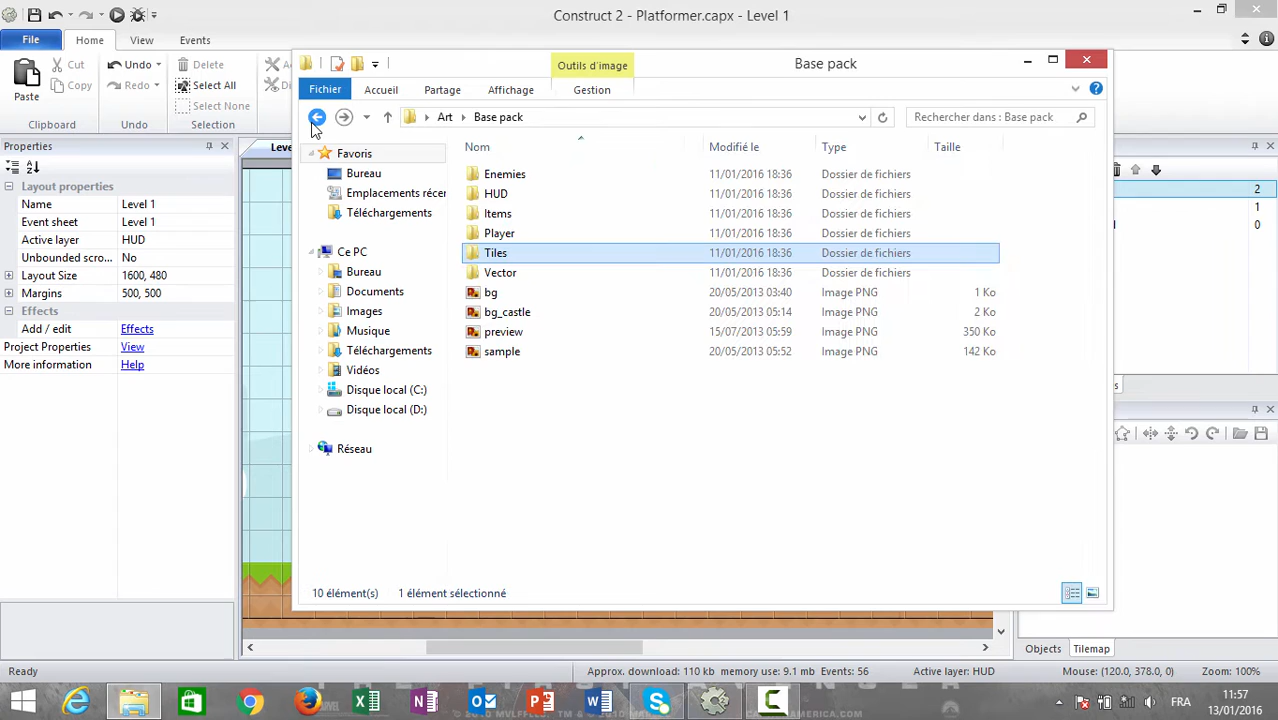 Construct 2 - Platformer.capx - Level 1
File Home View Events
Paste
Cut
Copy
Clipboard
Undo
Redo
Undo
Delete
Select All
Select None
Selection
Base pack
Outils d'image
Fichier Accueil Partage Affichage Gestion
Art Base pack
Rechercher dans : Base pack
Properties
Layout properties
Name Level 1
Event sheet Level 1
Active layer HUD
Unbounded scro... No
Layout Size 1600, 480
Margins 500, 500
Effects
Add / edit Effects
Project Properties View
More information Help
Favoris
Bureau
Emplacements réce
Téléchargements
Ce PC
Bureau
Documents
Images
Musique
Téléchargements
Vidéos
Disque local (C:)
Disque local (D:)
Réseau
Nom Modifié le Type Taille
Enemies 11/01/2016 18:36 Dossier de fichiers
HUD 11/01/2016 18:36 Dossier de fichiers
Items 11/01/2016 18:36 Dossier de fichiers
Player 11/01/2016 18:36 Dossier de fichiers
Tiles 11/01/2016 18:36 Dossier de fichiers
Vector 11/01/2016 18:36 Dossier de fichiers
bg 20/05/2013 03:40 Image PNG 1 Ko
bg_castle 20/05/2013 05:14 Image PNG 2 Ko
preview 15/07/2013 05:59 Image PNG 350 Ko
sample 20/05/2013 05:52 Image PNG 142 Ko
10 élément(s) 1 élément sélectionné
2
1
0
Objects Tilemap
Ready
Approx. download: 110 kb memory use: 9.1 mb Events: 56 Active layer: HUD Mouse: (120.0, 378.0, 0) Zoom: 100%
FRA
11:57
13/01/2016